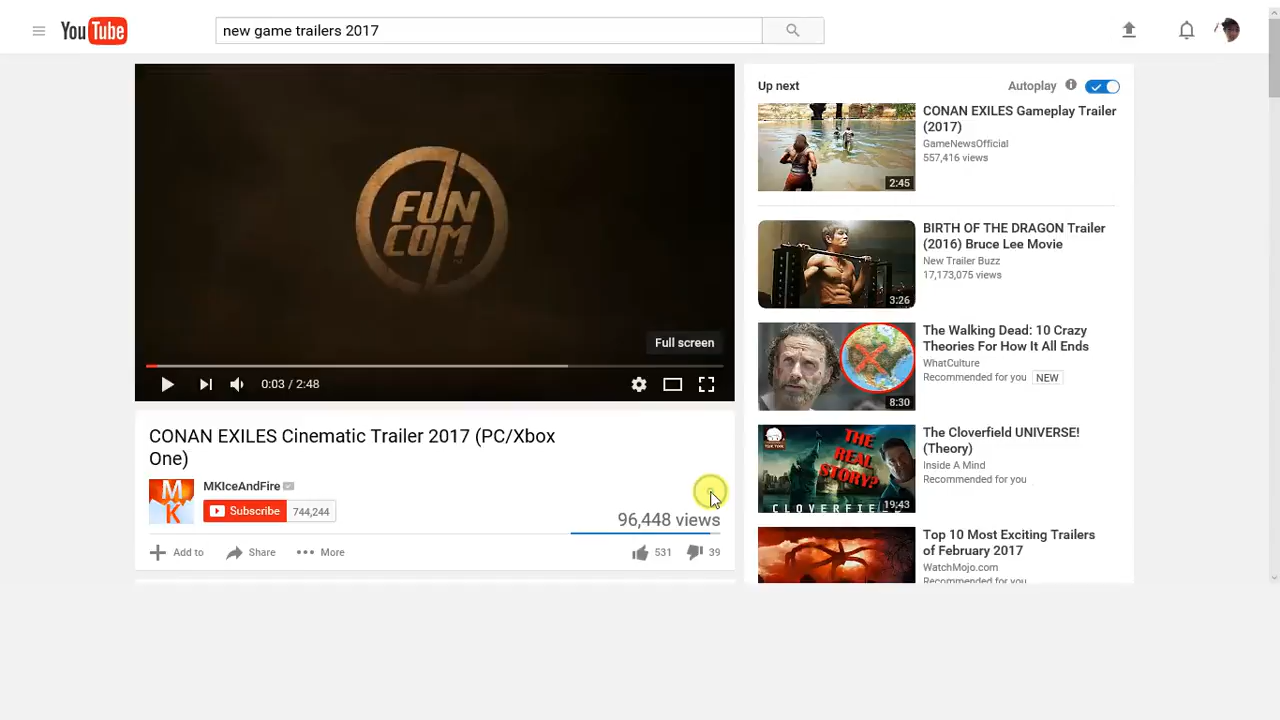 YouTube
new game trailers 2017
FUN
COM
Full screen
0:03 / 2:48
CONAN EXILES Cinematic Trailer 2017 (PC/Xbox
One)
MK
MKIceAndFire
Subscribe 744,244
96,448 views
Add to Share More 531 39
Up next Autoplay
CONAN EXILES Gameplay Trailer
(2017)
GameNewsOfficial
557,416 views
2:45
BIRTH OF THE DRAGON Trailer
(2016) Bruce Lee Movie
New Trailer Buzz
17,173,075 views
3:26
The Walking Dead: 10 Crazy
Theories For How It All Ends
WhatCulture
Recommended for you NEW
8:30
The Cloverfield UNIVERSE!
(Theory)
Inside A Mind
Recommended for you
THE
REAL
STORY?
CLOVERFIELD
19:43
Top 10 Most Exciting Trailers
of February 2017
WatchMojo.com
Recommended for you